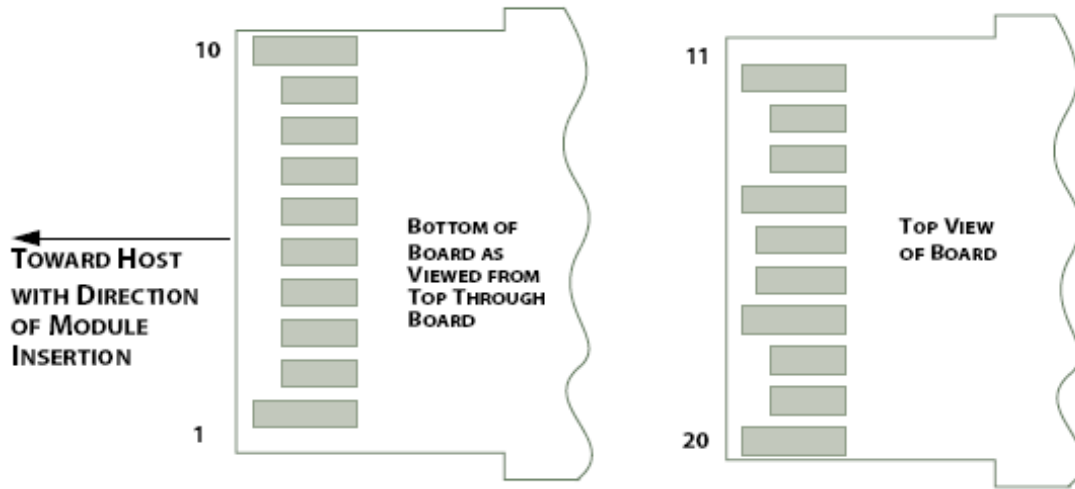 10
1
Toward Host
with Direction
of Module
Insertion
Bottom of
Board as
Viewed from
Top Through
Board
11
20
Top View
of Board